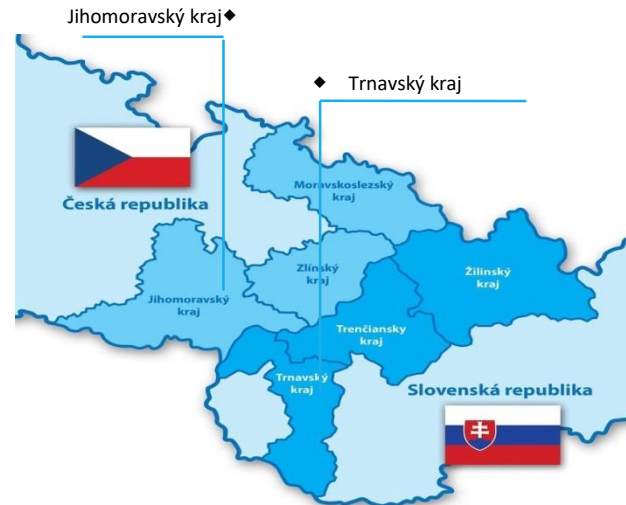 Jihomoravský kraj◆
◆ Trnavský kraj
Moravskoslezský
kraj
Česká republika
Zlínský
kraj
Žilinský
kraj
Jihomoravský
kraj
Trenčiansky
kraj
Trnavský
kraj
Slovenská republika